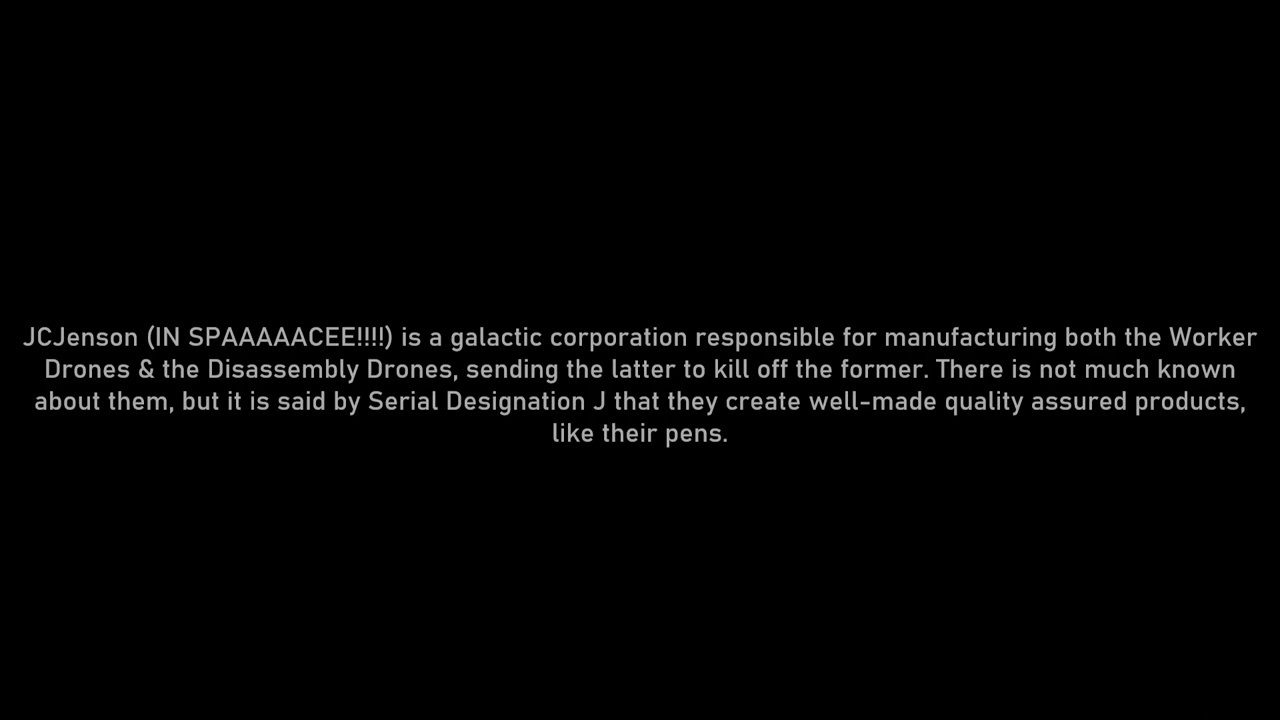 JCJenson (IN SPAAAAACEE!!!!) is a galactic corporation responsible for manufacturing both the Worker
Drones & the Disassembly Drones, sending the latter to kill off the former. There is not much known
about them, but it is said by Serial Designation J that they create well-made quality assured products,
like their pens.